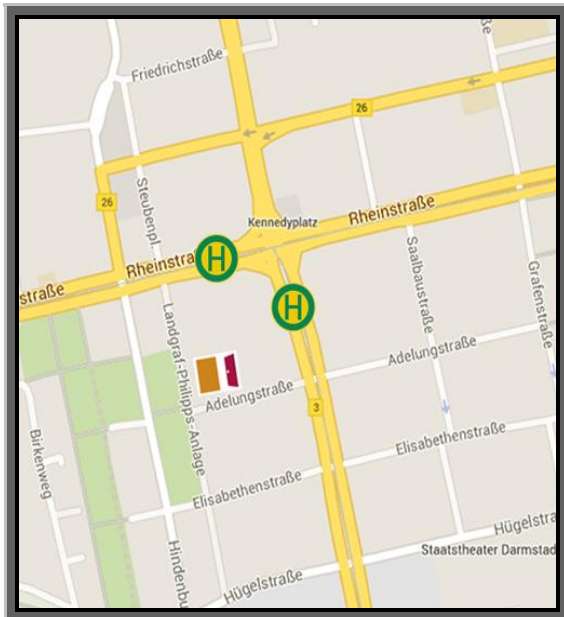 Friedrichstraße
26
26
Steubenpl.
Kennedyplatz
Rheinstraße
Rheinstra
H
straße
Saalbaustraße
Grafenstraße
H
Landgraf-Philipps-Anlage
Adelungstraße
Adelungstraße
3
Birkenweg
Elisabethenstraße
Elisabethenstraße
Hügelstra
Hindenbu
Staatstheater Darmstad
Hügelstraße